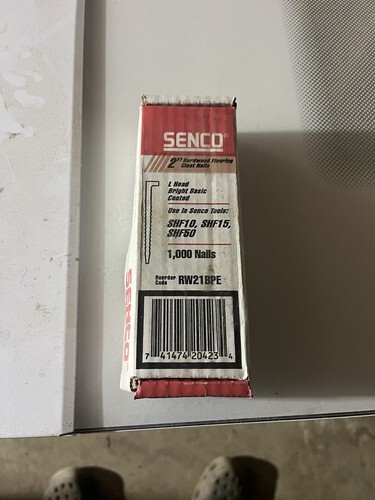 SENCO®
2" Hardwood Flooring
Cleat Nails
L Head
Bright Basic
Coated
Use In Senco Tools:
SHF10, SHF15,
SHF50
1,000 Nails
Reorder
Code RW21BPE
7 41474 20423 4
SENCO